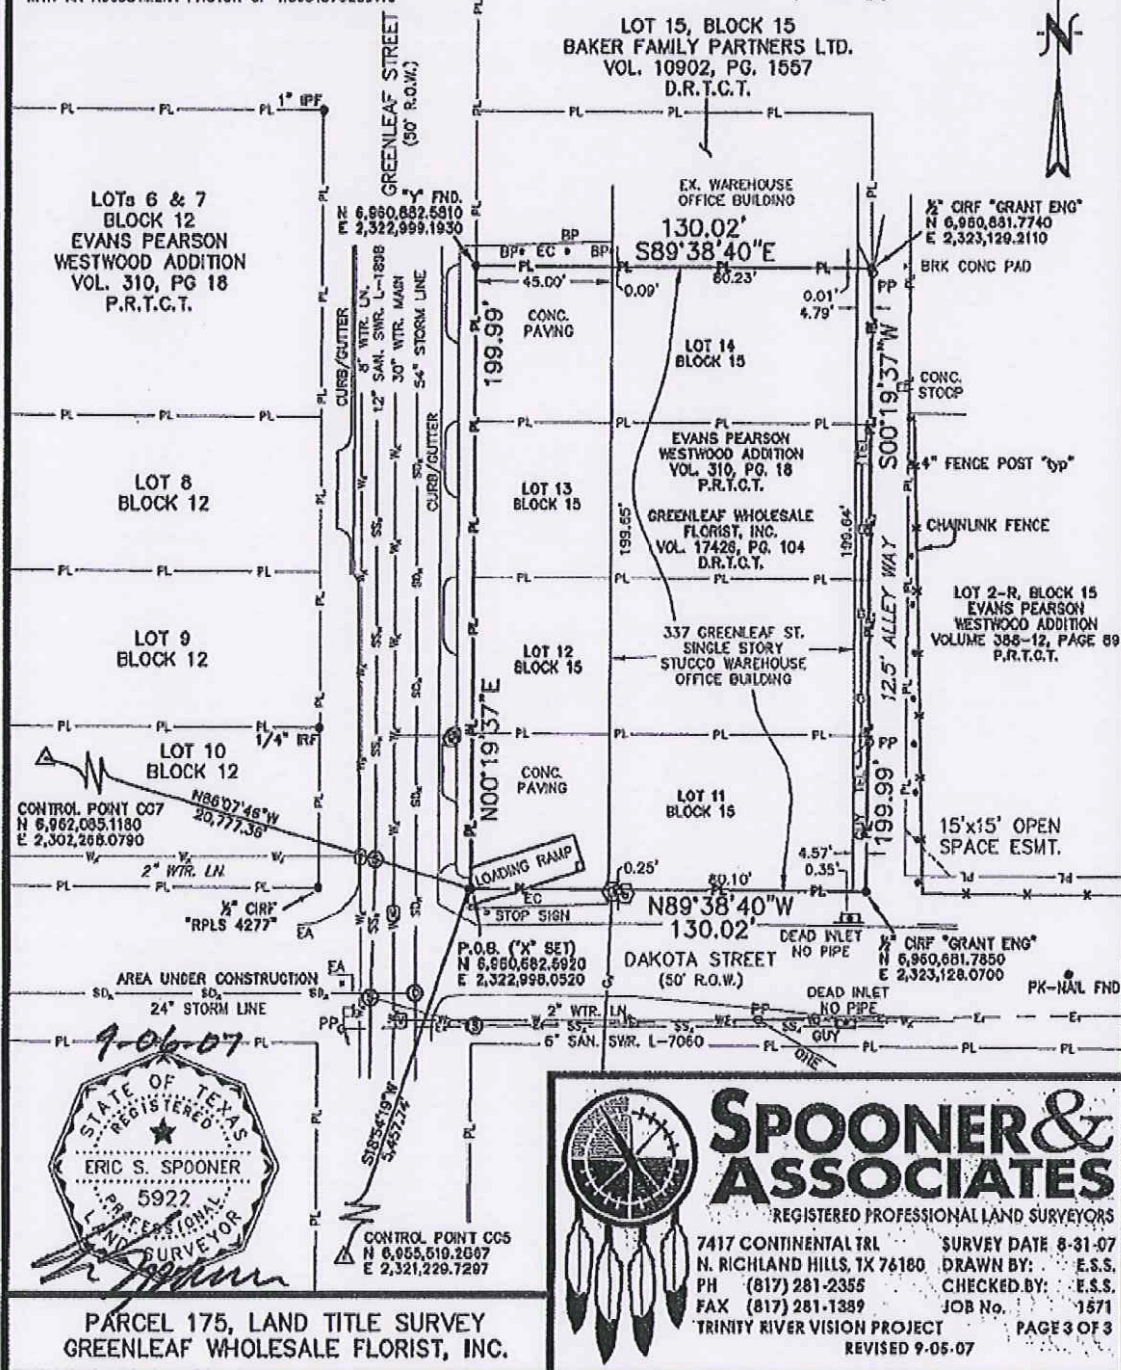 LOT 15, BLOCK 15
BAKER FAMILY PARTNERS LTD.
VOL. 10902, PG. 1557
D.R.T.C.T.
N
GREENLEAF STREET
(50' R.O.W.)
1" IPF
LOTs 6 & 7
BLOCK 12
EVANS PEARSON
WESTWOOD ADDITION
VOL. 310, PG 18
P.R.T.C.T.
"Y" FND.
N 6,960,882.5810
E 2,322,999.1930
EX. WAREHOUSE
OFFICE BUILDING
130.02'
S89°38'40"E
½" CIRF "GRANT ENG"
N 6,960,881.7740
E 2,323,129.2110
BRK CONC PAD
BP
BP EC BP
45.00'
0.09'
80.23'
0.01'
4.79'
PP
CURB/GUTTER
8" WTR. LN.
12" SAN. SWR. L-1898
30" WTR. MAIN
54" STORM LINE
CURB/GUTTER
199.99'
CONC.
PAVING
LOT 14
BLOCK 15
S00°19'37"W
CONC.
STOOP
EVANS PEARSON
WESTWOOD ADDITION
VOL. 310, PG. 18
P.R.T.C.T.
4" FENCE POST "typ"
LOT 8
BLOCK 12
LOT 13
BLOCK 15
GREENLEAF WHOLESALE
FLORIST, INC.
VOL. 17426, PG. 104
D.R.T.C.T.
199.65'
199.64'
CHAINLINK FENCE
12.5' ALLEY WAY
LOT 2-R, BLOCK 15
EVANS PEARSON
WESTWOOD ADDITION
VOLUME 388-12, PAGE 89
P.R.T.C.T.
LOT 9
BLOCK 12
LOT 12
BLOCK 15
337 GREENLEAF ST.
SINGLE STORY
STUCCO WAREHOUSE
OFFICE BUILDING
N00°19'37"E
1/4" IRF
PP
LOT 10
BLOCK 12
N86°07'46"W
20,777.36'
CONTROL POINT CC7
N 6,962,085.1180
E 2,302,268.0790
2" WTR. LN.
CONC.
PAVING
LOT 11
BLOCK 15
GUY
199.99'
15'x15' OPEN
SPACE ESMT.
LOADING RAMP
0.25'
80.10'
4.57'
0.35'
½" CIRF
"RPLS 4277"
EA
EC
STOP SIGN
N89°38'40"W
130.02'
DEAD INLET
NO PIPE
P.O.B. ("X" SET)
N 6,960,682.5920
E 2,322,998.0520
DAKOTA STREET
(50' R.O.W.)
½" CIRF "GRANT ENG"
N 6,960,681.7850
E 2,323,128.0700
AREA UNDER CONSTRUCTION
EA
24" STORM LINE
PP
DEAD INLET
NO PIPE
PK-NAIL FND
2" WTR. LN.
PP
GUY
6" SAN. SWR. L-7060
OHE
9-06-07
STATE OF TEXAS
REGISTERED
ERIC S. SPOONER
5922
PROFESSIONAL
LAND SURVEYOR
S18°54'19"W
5,457.74'
CONTROL POINT CC5
N 6,955,519.2667
E 2,321,229.7297
SPOONER &
ASSOCIATES
REGISTERED PROFESSIONAL LAND SURVEYORS
7417 CONTINENTAL TRL SURVEY DATE 8-31-07
N. RICHLAND HILLS, TX 76180 DRAWN BY: E.S.S.
PH (817) 281-2355 CHECKED BY: E.S.S.
FAX (817) 281-1389 JOB No. 1571
TRINITY RIVER VISION PROJECT PAGE 3 OF 3
REVISED 9-05-07
PARCEL 175, LAND TITLE SURVEY
GREENLEAF WHOLESALE FLORIST, INC.